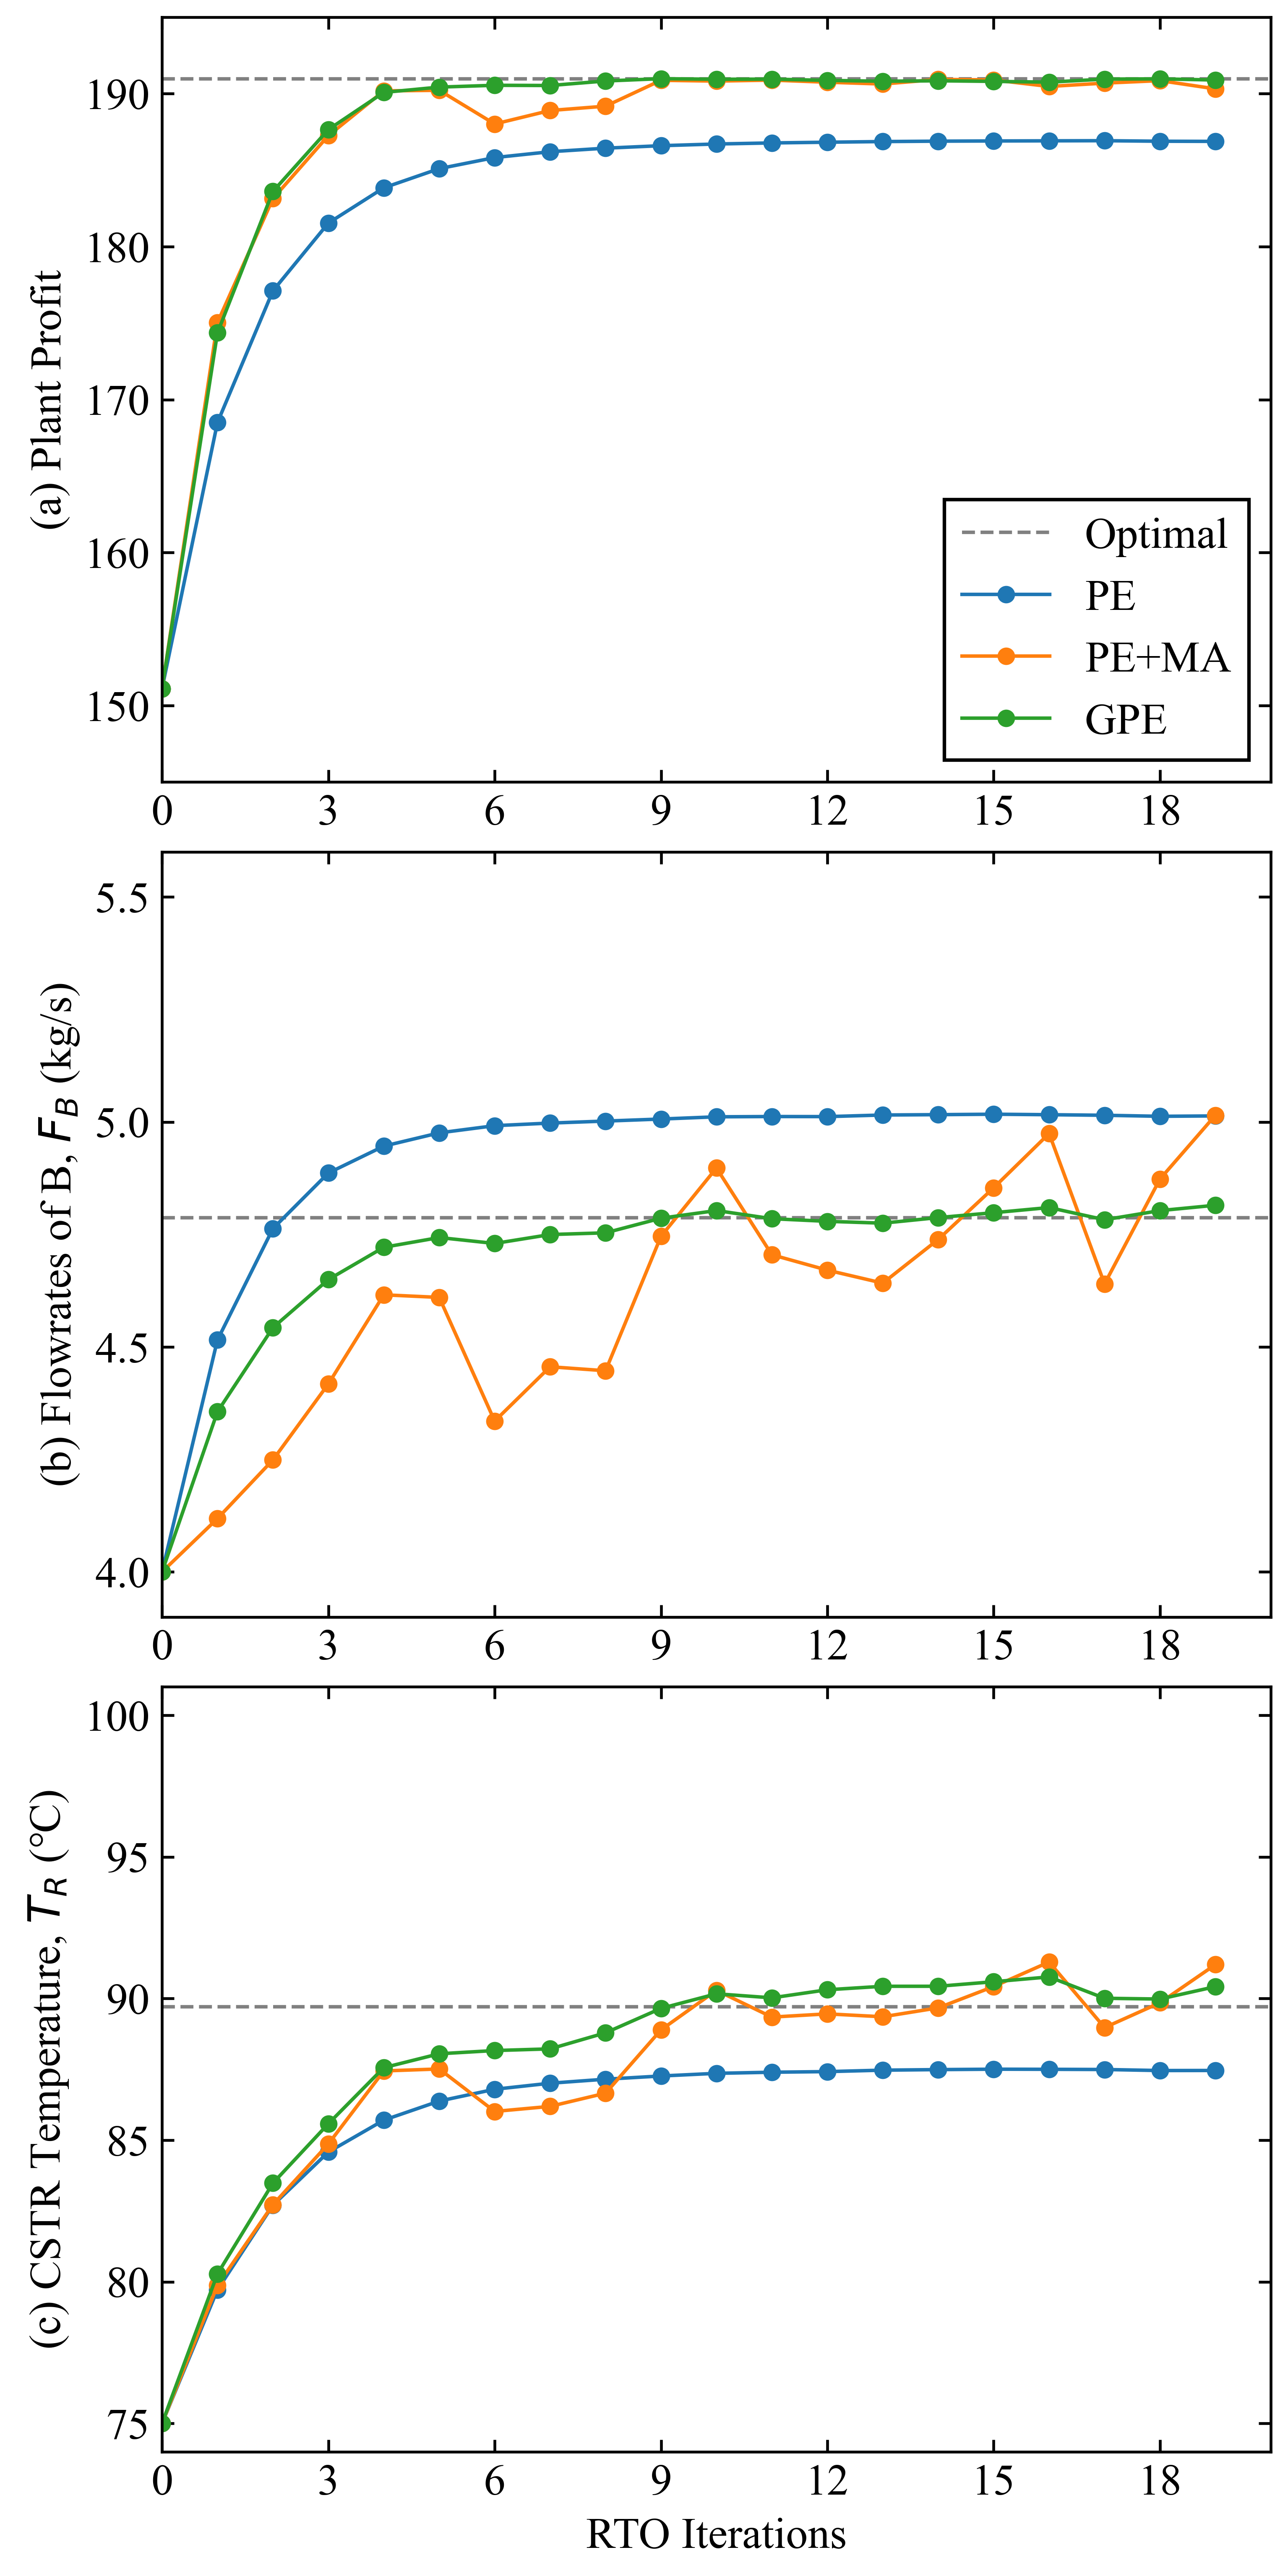 (a) Plant Profit
190
180
170
160
150
Optimal
PE
PE+MA
GPE
0 3 6 9 12 15 18
(b) Flowrates of B, F_B (kg/s)
5.5
5.0
4.5
4.0
0 3 6 9 12 15 18
(c) CSTR Temperature, T_R (°C)
100
95
90
85
80
75
0 3 6 9 12 15 18
RTO Iterations